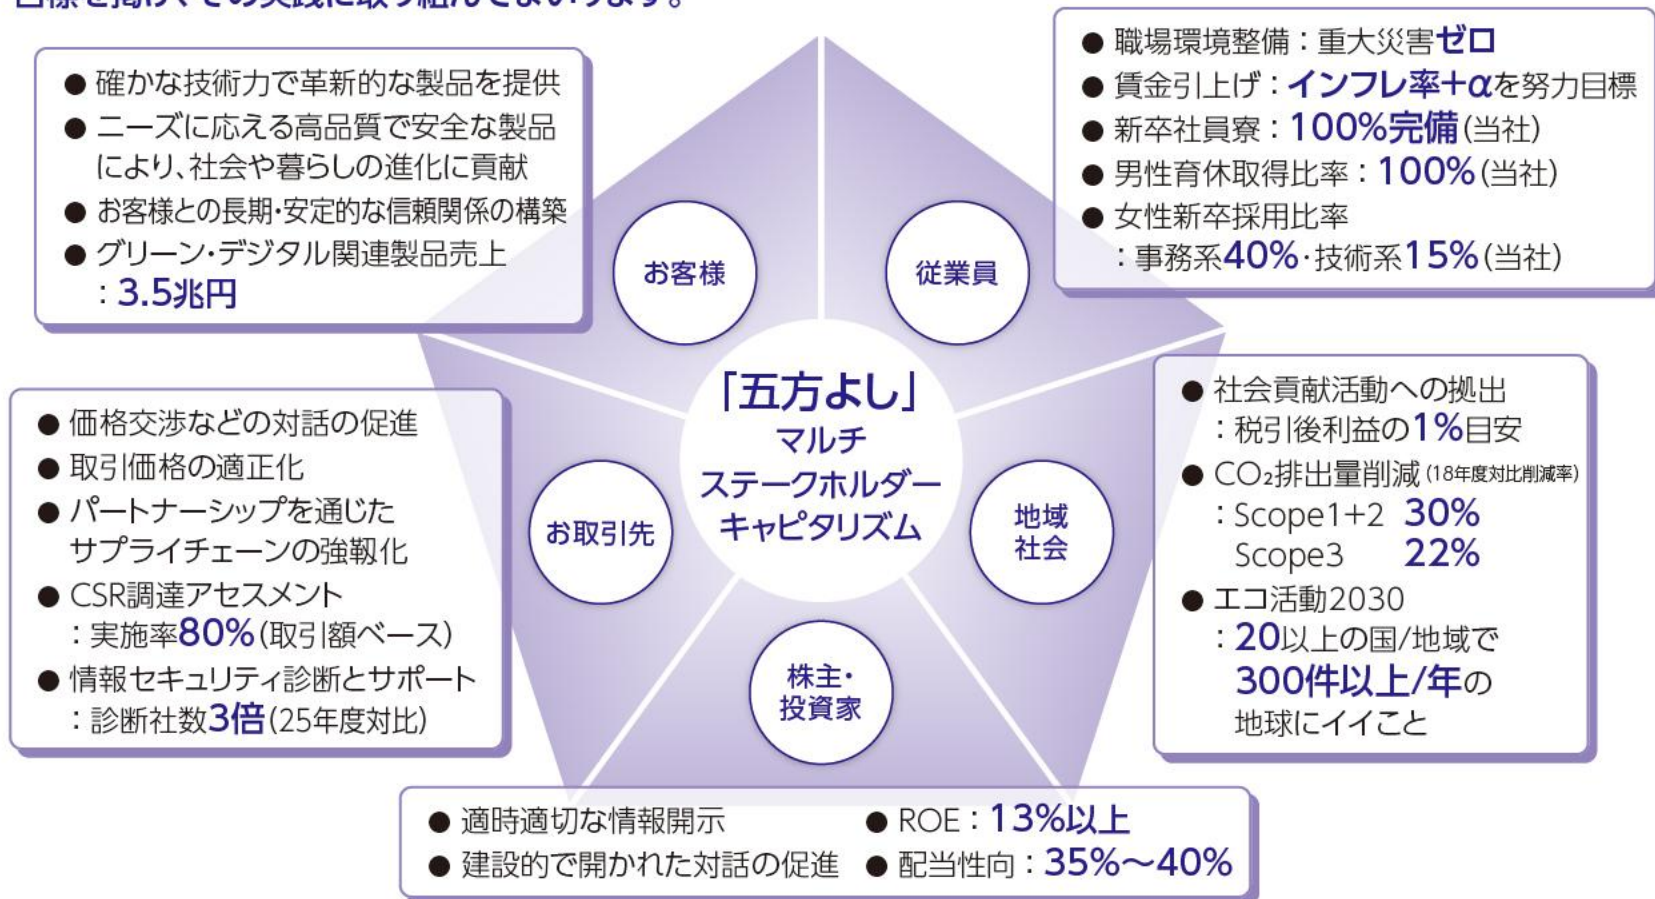 目標を掲げ、その実践に取り組んでまいります。
● 確かな技術力で革新的な製品を提供
● ニーズに応える高品質で安全な製品
により、社会や暮らしの進化に貢献
● お客様との長期・安定的な信頼関係の構築
● グリーン・デジタル関連製品売上
：3.5兆円
● 職場環境整備：重大災害ゼロ
● 賃金引上げ：インフレ率+αを努力目標
● 新卒社員寮：100%完備(当社)
● 男性育休取得比率：100%(当社)
● 女性新卒採用比率
：事務系40%・技術系15%(当社)
お客様
従業員
「五方よし」
マルチ
ステークホルダー
キャピタリズム
● 価格交渉などの対話の促進
● 取引価格の適正化
● パートナーシップを通じた
サプライチェーンの強靱化
● CSR調達アセスメント
：実施率80%(取引額ベース)
● 情報セキュリティ診断とサポート
：診断社数3倍(25年度対比)
お取引先
地域
社会
● 社会貢献活動への拠出
：税引後利益の1%目安
● CO₂排出量削減(18年度対比削減率)
：Scope1+2 30%
Scope3 22%
● エコ活動2030
：20以上の国/地域で
300件以上/年の
地球にイイこと
株主・
投資家
● 適時適切な情報開示
● 建設的で開かれた対話の促進
● ROE：13%以上
● 配当性向：35%〜40%